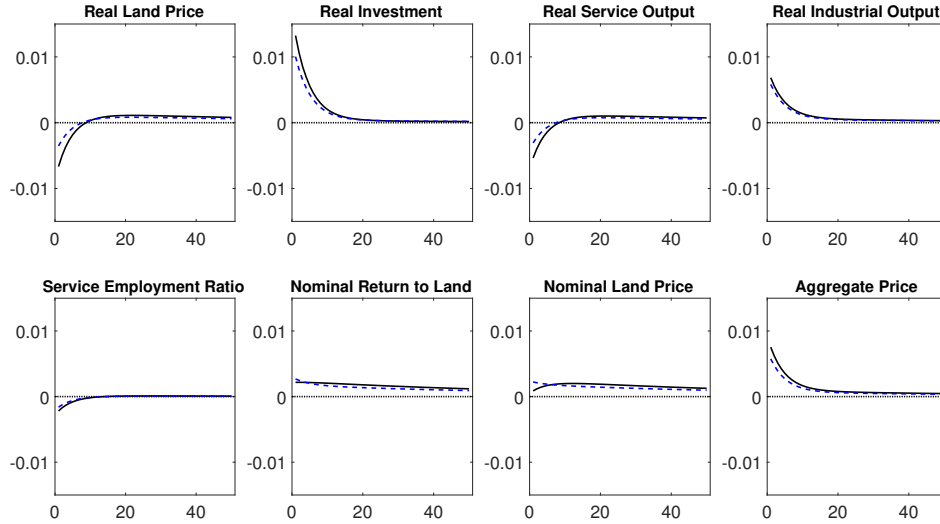 Real Land Price
Real Investment
Real Service Output
Real Industrial Output
0.01 0.01 0.01 0.01
0 0 0 0
-0.01 -0.01 -0.01 -0.01
0 20 40 0 20 40 0 20 40 0 20 40
Service Employment Ratio
Nominal Return to Land
Nominal Land Price
Aggregate Price
0.01 0.01 0.01 0.01
0 0 0 0
-0.01 -0.01 -0.01 -0.01
0 20 40 0 20 40 0 20 40 0 20 40